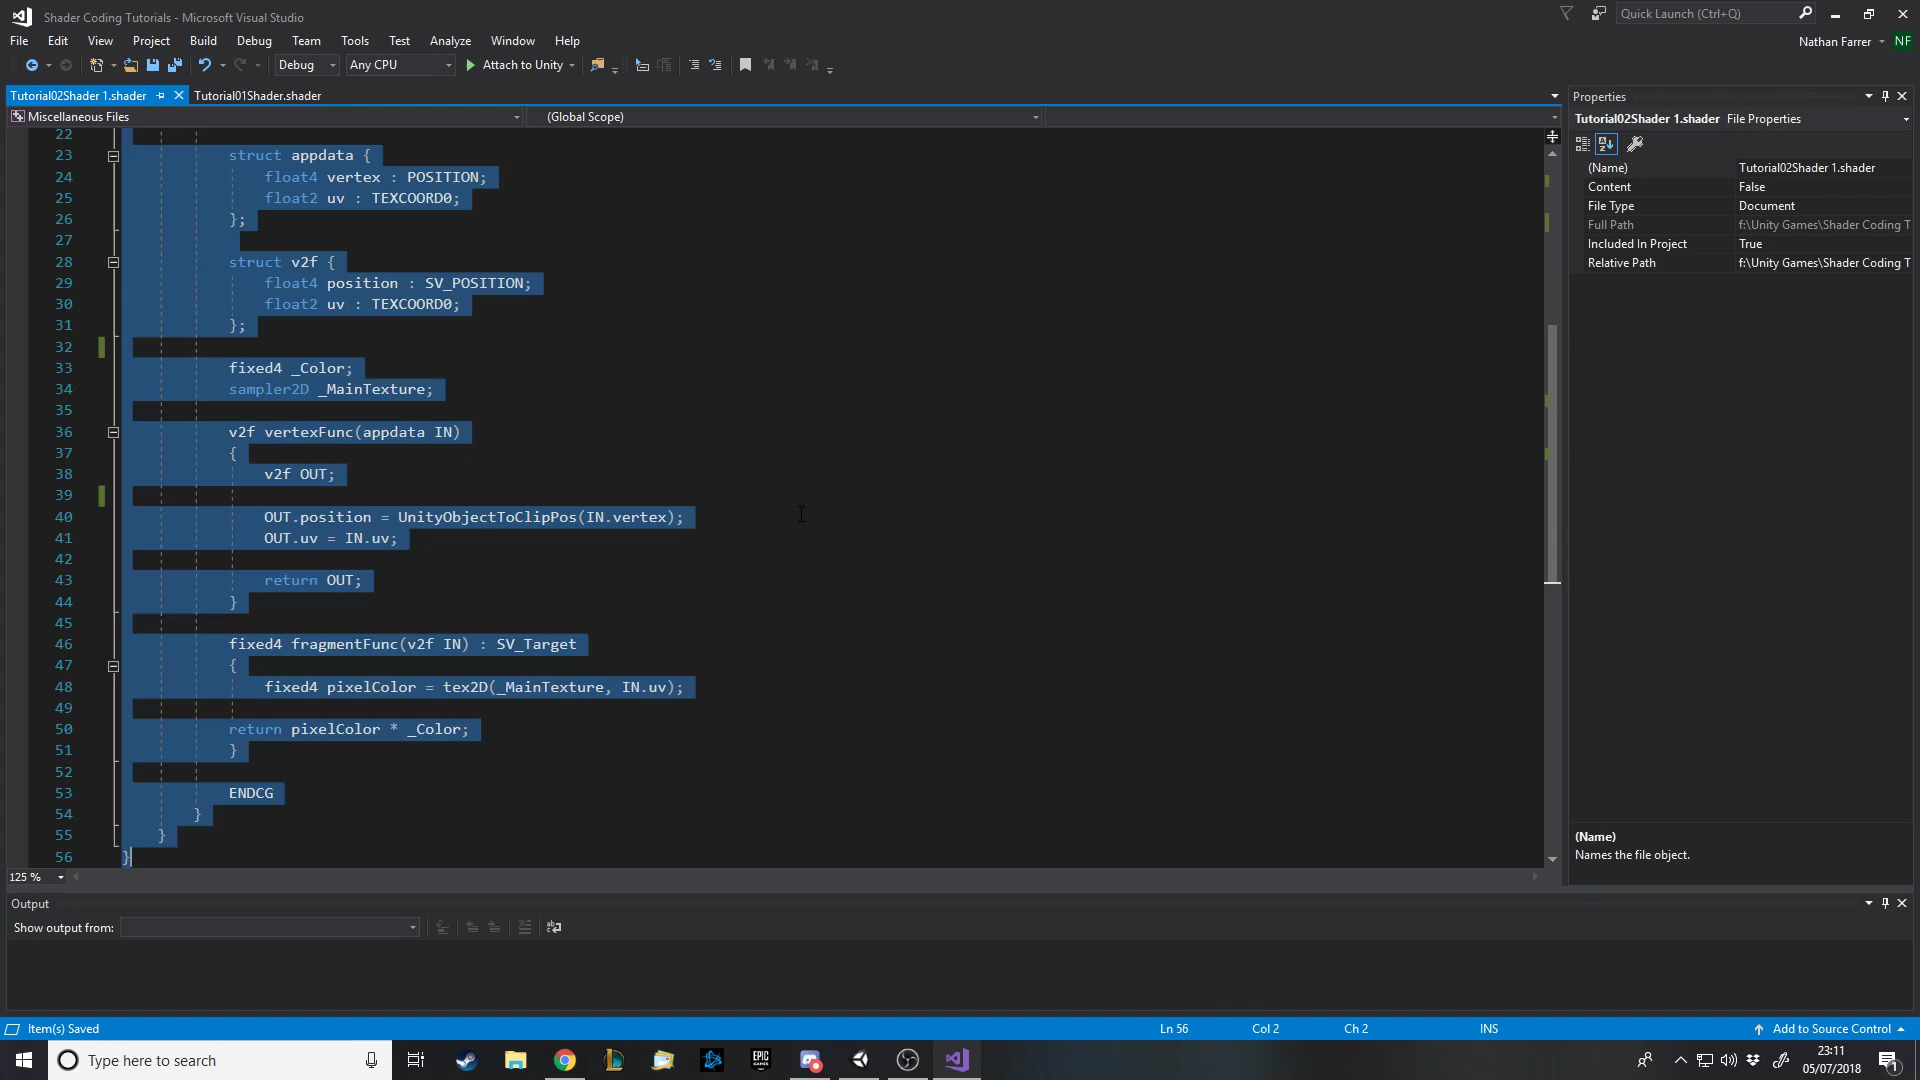 Shader Coding Tutorials - Microsoft Visual Studio
Quick Launch (Ctrl+Q)
File Edit View Project Build Debug Team Tools Test Analyze Window Help
Nathan Farrer NF
Debug Any CPU Attach to Unity
Tutorial02Shader 1.shader Tutorial01Shader.shader
Miscellaneous Files (Global Scope)
22
23 struct appdata {
24 float4 vertex : POSITION;
25 float2 uv : TEXCOORD0;
26 };
27
28 struct v2f {
29 float4 position : SV_POSITION;
30 float2 uv : TEXCOORD0;
31 };
32
33 fixed4 _Color;
34 sampler2D _MainTexture;
35
36 v2f vertexFunc(appdata IN)
37 {
38 v2f OUT;
39
40 OUT.position = UnityObjectToClipPos(IN.vertex);
41 OUT.uv = IN.uv;
42
43 return OUT;
44 }
45
46 fixed4 fragmentFunc(v2f IN) : SV_Target
47 {
48 fixed4 pixelColor = tex2D(_MainTexture, IN.uv);
49
50 return pixelColor * _Color;
51 }
52
53 ENDCG
54 }
55 }
56 }
125 %
Properties
Tutorial02Shader 1.shader File Properties
(Name) Tutorial02Shader 1.shader
Content False
File Type Document
Full Path f:\Unity Games\Shader Coding T
Included In Project True
Relative Path f:\Unity Games\Shader Coding T
(Name)
Names the file object.
Output
Show output from:
Item(s) Saved Ln 56 Col 2 Ch 2 INS Add to Source Control
Type here to search
EPIC GAMES
23:11
05/07/2018
1